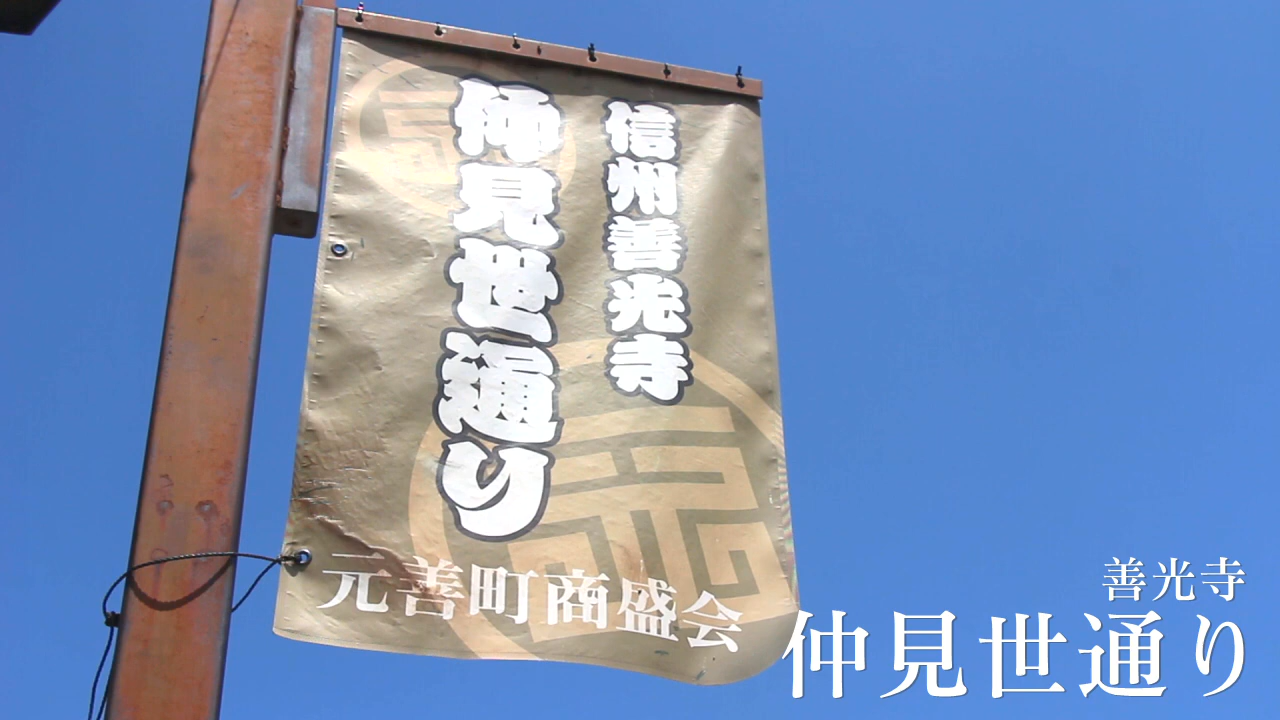 信州善光寺
仲見世通り
元善町商盛会
善光寺
仲見世通り